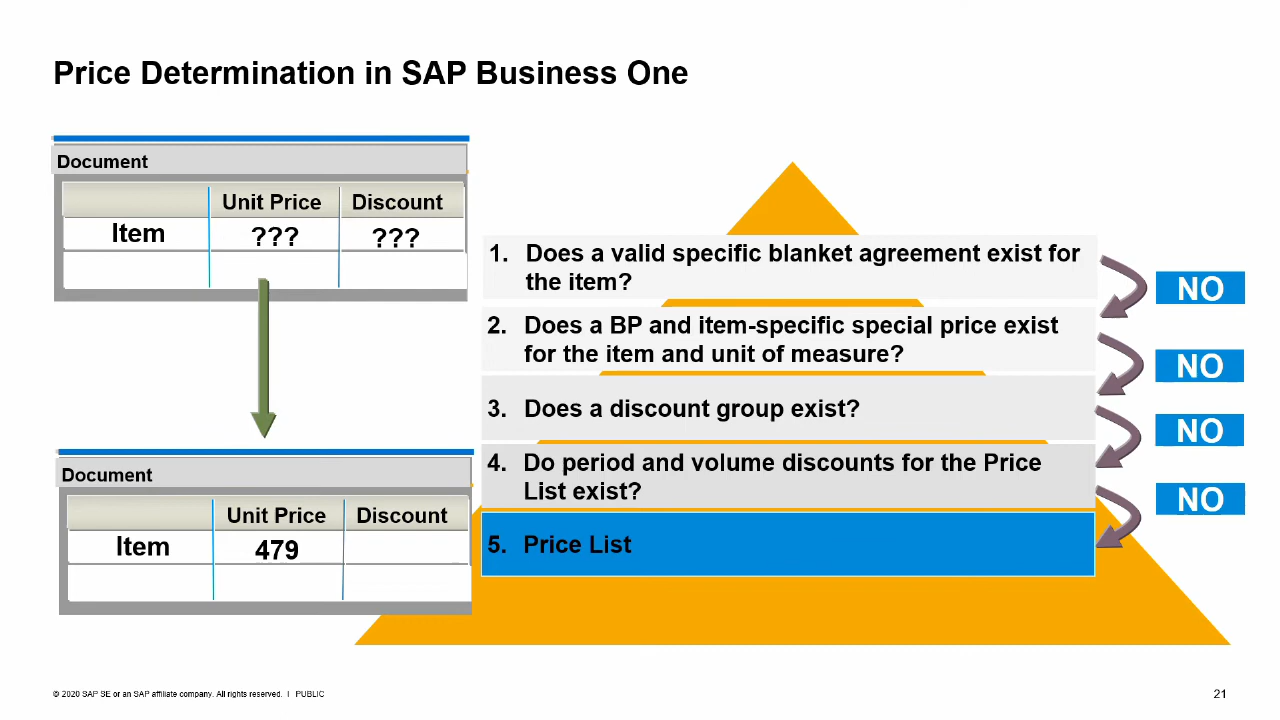 Price Determination in SAP Business One
Document
Unit Price Discount
Item ??? ???
1. Does a valid specific blanket agreement exist for
the item?
NO
2. Does a BP and item-specific special price exist
for the item and unit of measure?
NO
3. Does a discount group exist?
NO
4. Do period and volume discounts for the Price
List exist?
NO
5. Price List
Document
Unit Price Discount
Item 479
© 2020 SAP SE or an SAP affiliate company. All rights reserved. I PUBLIC
21